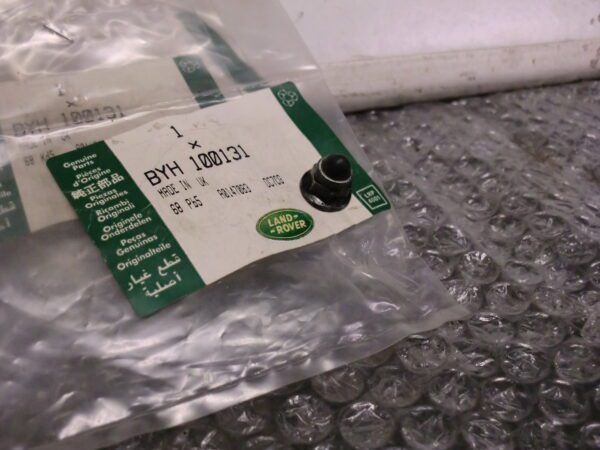 1
×
BYH 100131
MADE IN UK
Genuine
Parts
Pièces
d'Origine
純正部品
Piezas
Originales
Ricambi
Originali
Originele
Onderdelen
Peças
Genuínas
Originalteile
قطع غيار
أصلية
LAND-
-ROVER
BYH 100131